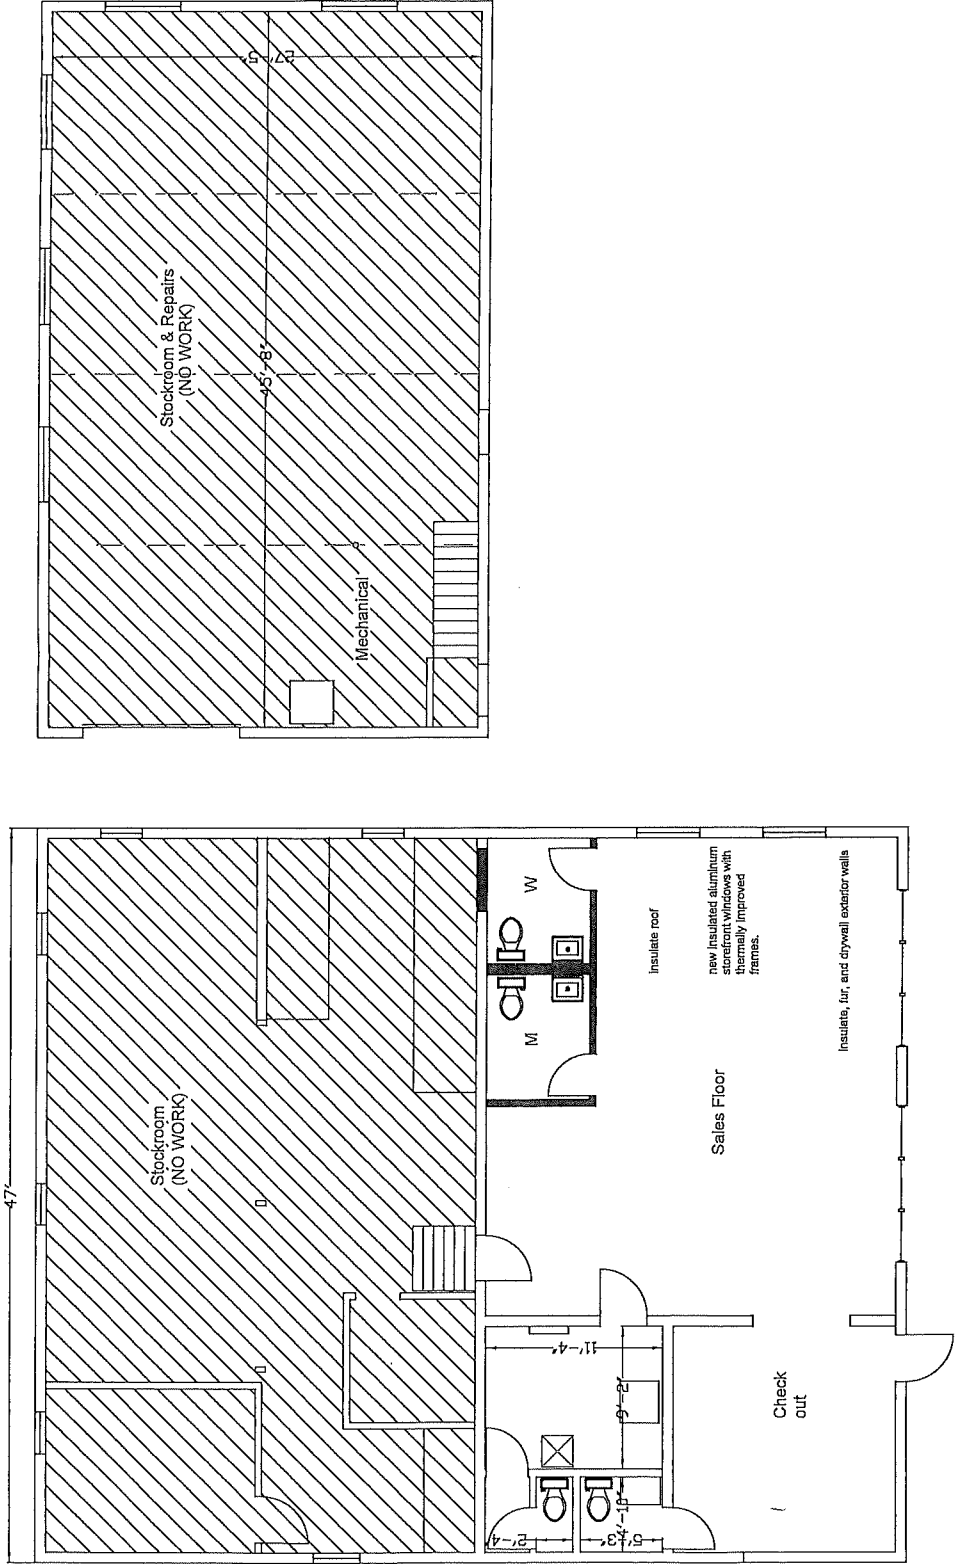 27'-5"
Stockroom & Repairs
(NO WORK)
45'-8"
Mechanical
47'
Stockroom
(NO WORK)
W
M
insulate roof
new insulated aluminum
storefront windows with
thermally improved
frames.
Insulate, fur, and drywall exterior walls
Sales Floor
11'-4"
9'-2"
Check
out
2'-4"
5'-3"